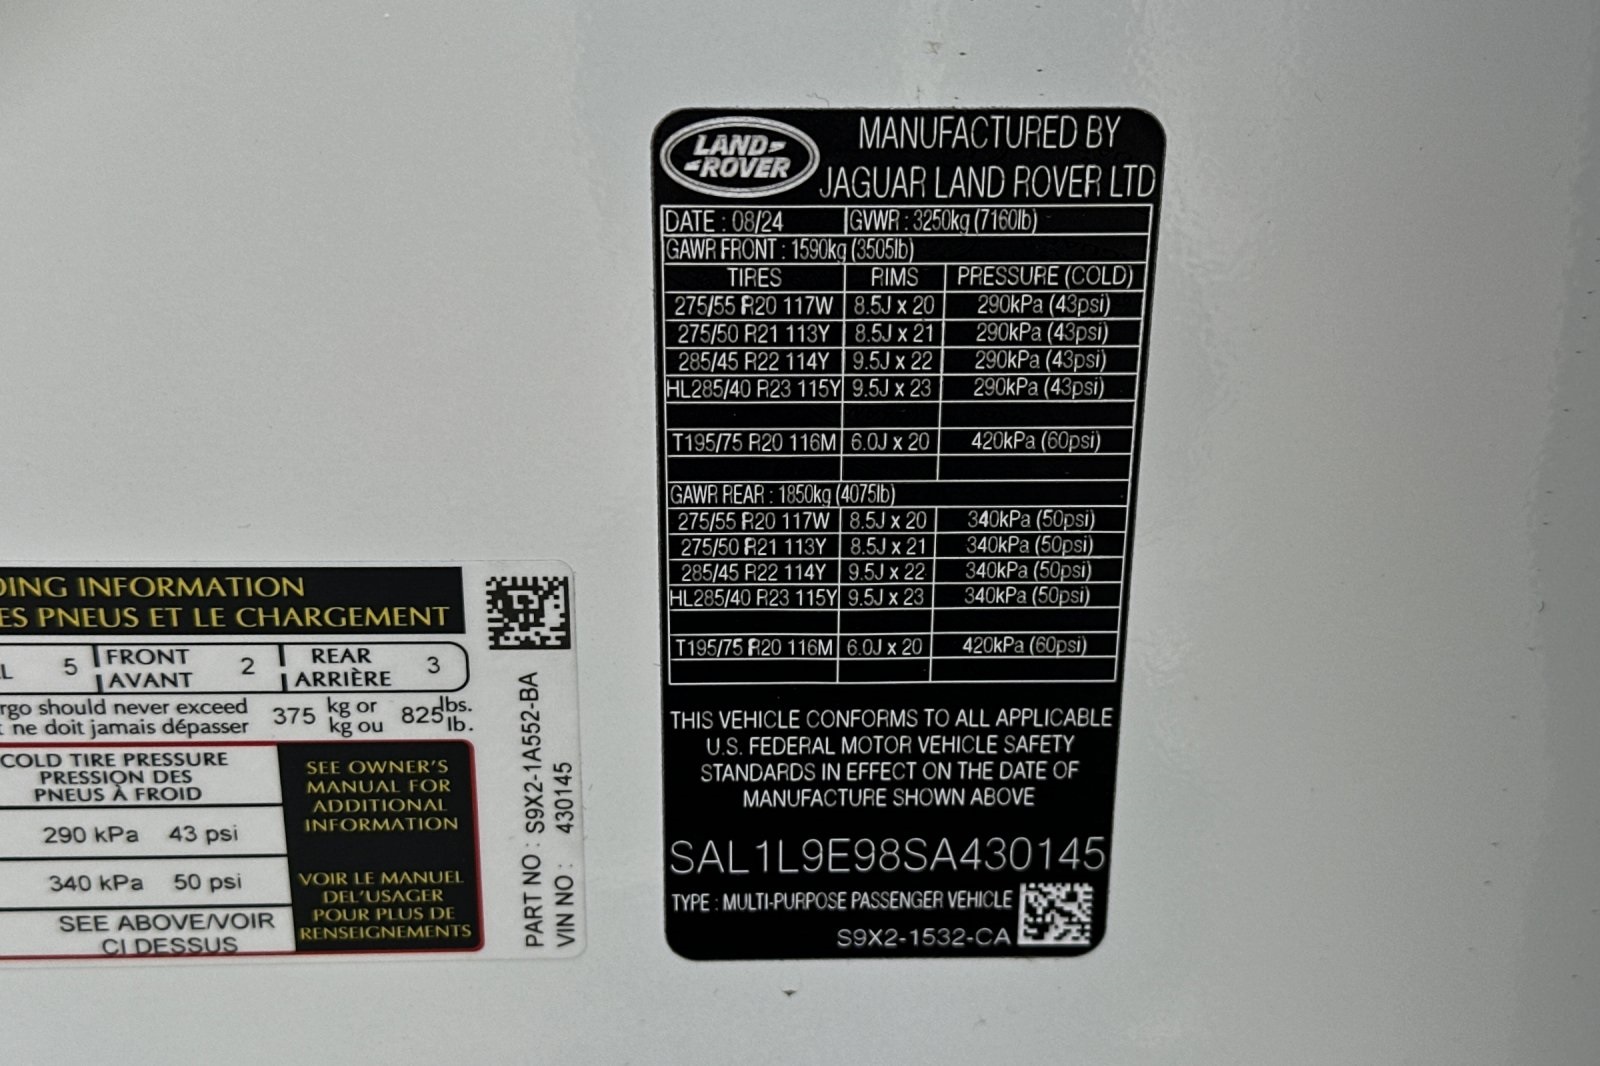 LAND
ROVER
MANUFACTURED BY
JAGUAR LAND ROVER LTD
DATE : 08/24 GVWR : 3250kg (7160lb)
GAWR FRONT : 1590kg (3505lb)
TIRES RIMS PRESSURE (COLD)
275/55 R20 117W 8.5J x 20 290kPa (43psi)
275/50 R21 113Y 8.5J x 21 290kPa (43psi)
285/45 R22 114Y 9.5J x 22 290kPa (43psi)
HL285/40 R23 115Y 9.5J x 23 290kPa (43psi)
T195/75 R20 116M 6.0J x 20 420kPa (60psi)
GAWR REAR : 1850kg (4075lb)
275/55 R20 117W 8.5J x 20 340kPa (50psi)
275/50 R21 113Y 8.5J x 21 340kPa (50psi)
285/45 R22 114Y 9.5J x 22 340kPa (50psi)
HL285/40 R23 115Y 9.5J x 23 340kPa (50psi)
T195/75 R20 116M 6.0J x 20 420kPa (60psi)
THIS VEHICLE CONFORMS TO ALL APPLICABLE
U.S. FEDERAL MOTOR VEHICLE SAFETY
STANDARDS IN EFFECT ON THE DATE OF
MANUFACTURE SHOWN ABOVE
SAL1L9E98SA430145
TYPE : MULTI-PURPOSE PASSENGER VEHICLE
S9X2-1532-CA
DING INFORMATION
ES PNEUS ET LE CHARGEMENT
L 5 FRONT 2 REAR 3
AVANT ARRIÈRE
rgo should never exceed 375 kg or 825 lbs.
ne doit jamais dépasser kg ou lb.
COLD TIRE PRESSURE
PRESSION DES
PNEUS À FROID
290 kPa 43 psi
340 kPa 50 psi
SEE ABOVE/VOIR
CI DESSUS
SEE OWNER'S
MANUAL FOR
ADDITIONAL
INFORMATION
VOIR LE MANUEL
DEL'USAGER
POUR PLUS DE
RENSEIGNEMENTS
PART NO : S9X2-1A552-BA
VIN NO : 430145